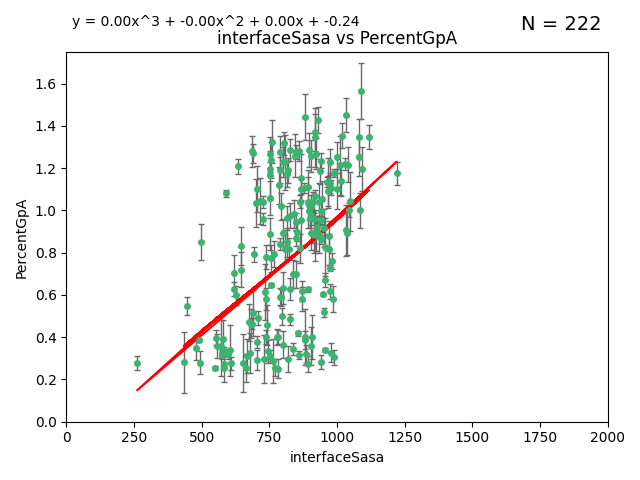 y = 0.00x^3 + -0.00x^2 + 0.00x + -0.24
N = 222
interfaceSasa vs PercentGpA
PercentGpA
1.6
1.4
1.2
1.0
0.8
0.6
0.4
0.2
0.0
0 250 500 750 1000 1250 1500 1750 2000
interfaceSasa